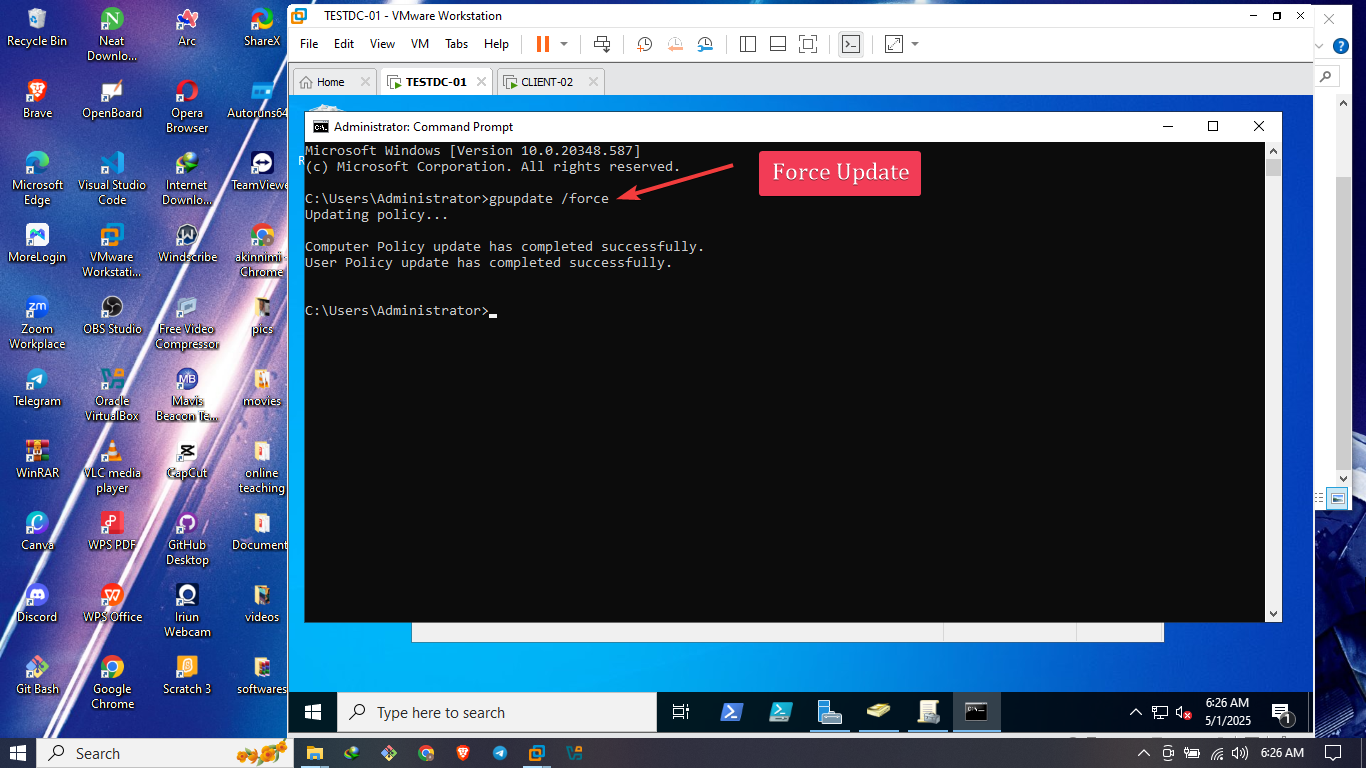 TESTDC-01 - VMware Workstation
File Edit View VM Tabs Help
Home
TESTDC-01
CLIENT-02
Administrator: Command Prompt
Microsoft Windows [Version 10.0.20348.587]
(c) Microsoft Corporation. All rights reserved.
Force Update
C:\Users\Administrator>gpupdate /force
Updating policy...
Computer Policy update has completed successfully.
User Policy update has completed successfully.
C:\Users\Administrator>
Recycle Bin
Neat
Downlo...
Arc
ShareX
Brave
OpenBoard
Opera
Browser
Autoruns64
Microsoft
Edge
Visual Studio
Code
Internet
Downlo...
TeamViewe
MoreLogin
VMware
Workstati...
Windscribe
akinnimi -
Chrome
Zoom
Workplace
OBS Studio
Free Video
Compressor
pics
Telegram
Oracle
VirtualBox
Mavis
Beacon Te...
movies
WinRAR
VLC media
player
CapCut
online
teaching
Canva
WPS PDF
GitHub
Desktop
Document
Discord
WPS Office
Iriun
Webcam
videos
Git Bash
Google
Chrome
Scratch 3
softwares
Type here to search
6:26 AM
5/1/2025
1
Search
6:26 AM